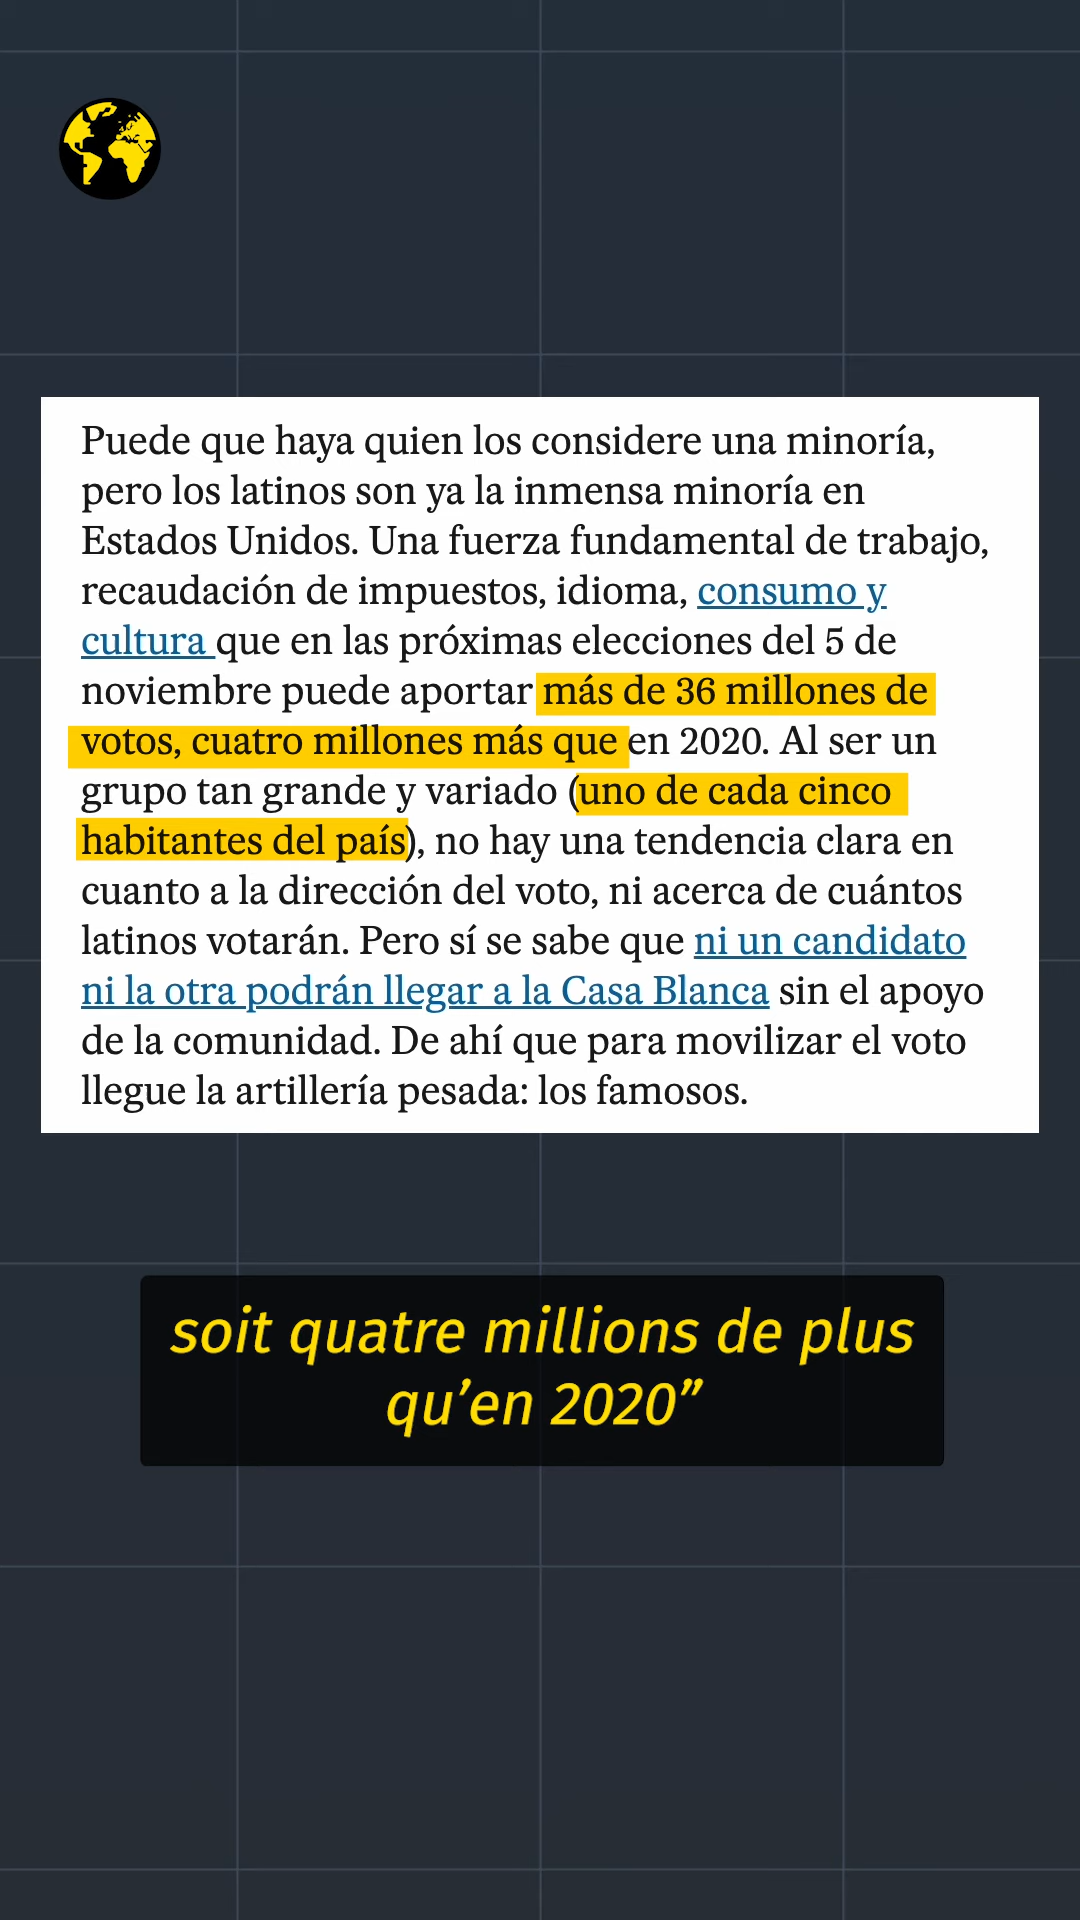 Puede que haya quien los considere una minoría,
pero los latinos son ya la inmensa minoría en
Estados Unidos. Una fuerza fundamental de trabajo,
recaudación de impuestos, idioma, consumo y
cultura que en las próximas elecciones del 5 de
noviembre puede aportar más de 36 millones de
votos, cuatro millones más que en 2020. Al ser un
grupo tan grande y variado (uno de cada cinco
habitantes del país), no hay una tendencia clara en
cuanto a la dirección del voto, ni acerca de cuántos
latinos votarán. Pero sí se sabe que ni un candidato
ni la otra podrán llegar a la Casa Blanca sin el apoyo
de la comunidad. De ahí que para movilizar el voto
llegue la artillería pesada: los famosos.
soit quatre millions de plus
qu’en 2020”